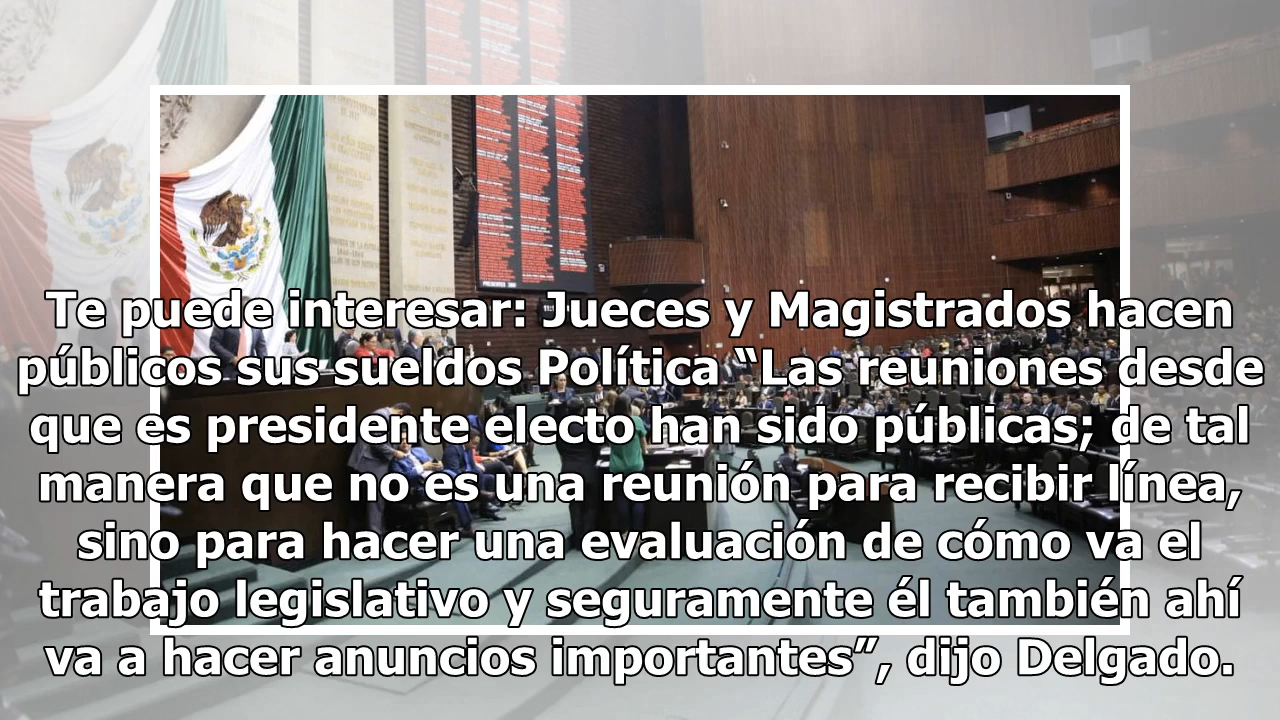 Te puede interesar: Jueces y Magistrados hacen
públicos sus sueldos Política “Las reuniones desde
que es presidente electo han sido públicas; de tal
manera que no es una reunión para recibir línea,
sino para hacer una evaluación de cómo va el
trabajo legislativo y seguramente él también ahí
va a hacer anuncios importantes”, dijo Delgado.